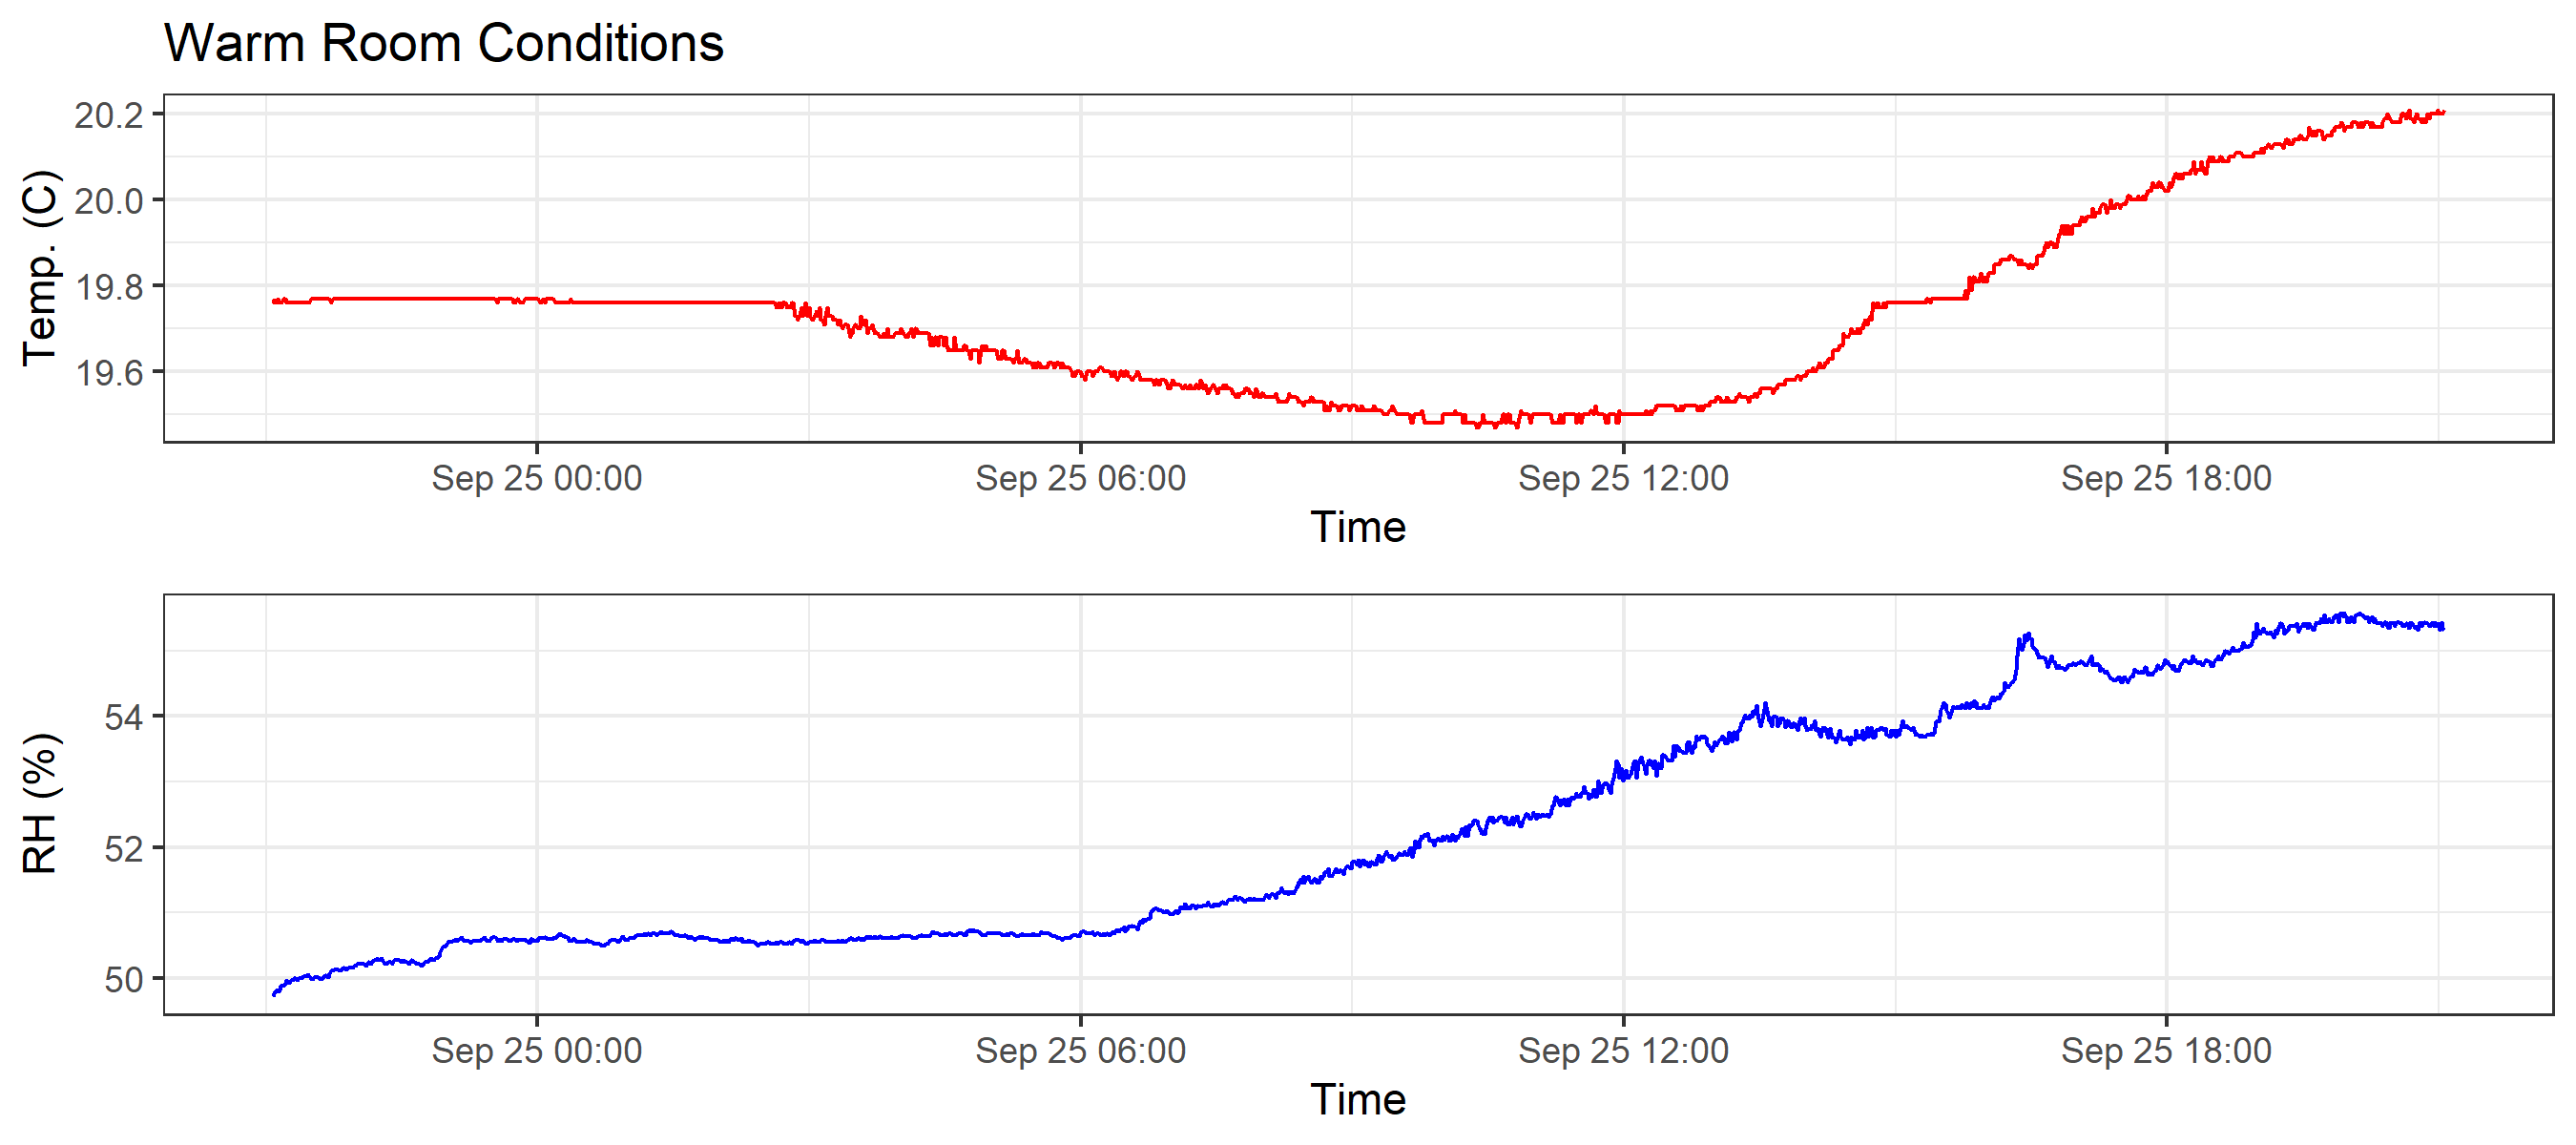 Warm Room Conditions
Temp. (C)
20.2
20.0
19.8
19.6
Sep 25 00:00 Sep 25 06:00 Sep 25 12:00 Sep 25 18:00
Time
RH (%)
54
52
50
Sep 25 00:00 Sep 25 06:00 Sep 25 12:00 Sep 25 18:00
Time